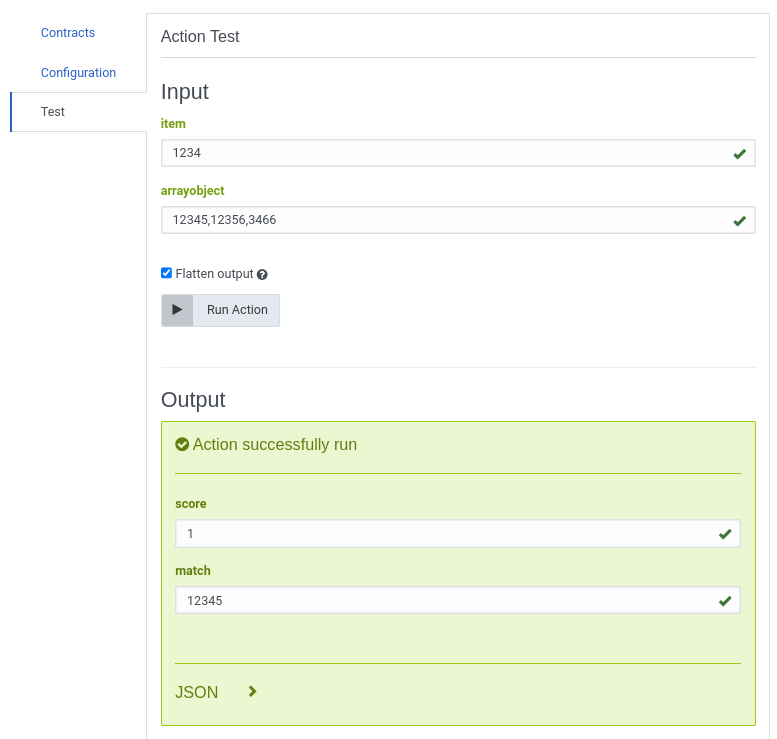 Contracts
Configuration
Test
Action Test
Input
item
1234
arrayobject
12345,12356,3466
Flatten output
Run Action
Output
Action successfully run
score
1
match
12345
JSON